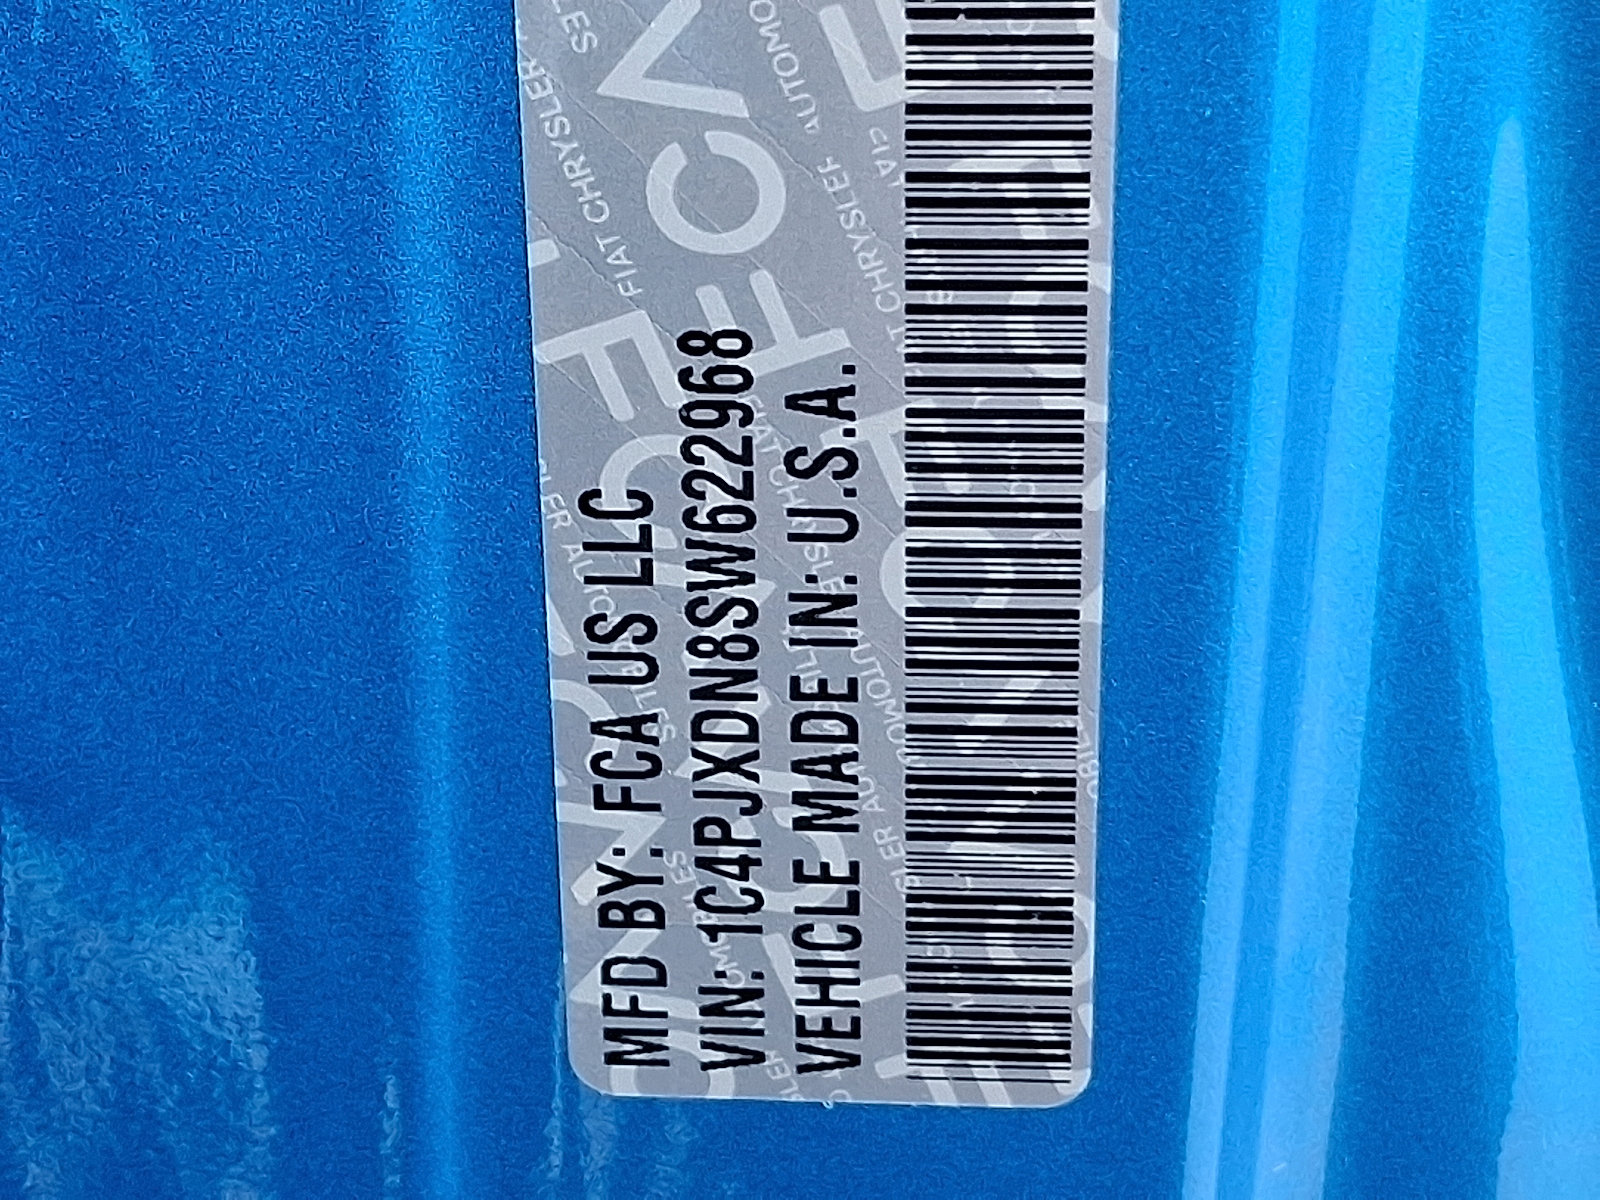 MFD BY: FCA US LLC
VIN: 1C4PJXDN8SW622968
VEHICLE MADE IN: U.S.A.